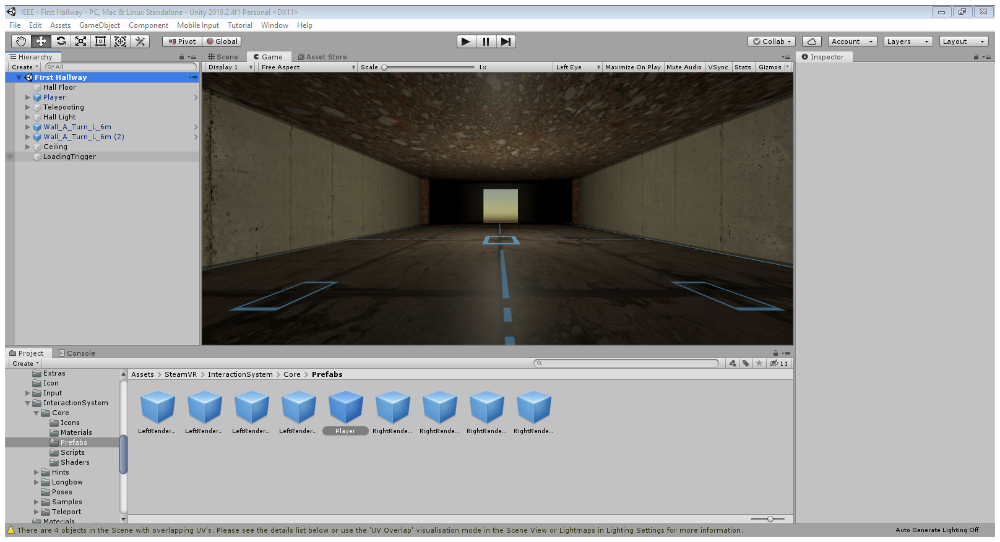 IEEE - First Hallway - PC, Mac & Linux Standalone - Unity 2019.2.4f1 Personal <DX11>
File Edit Assets GameObject Component Mobile Input Tutorial Window Help
Pivot Global Collab Account Layers Layout
Hierarchy Scene Game Asset Store Inspector
Create All Display 1 Free Aspect Scale 1x Left Eye Maximize On Play Mute Audio VSync Stats Gizmos
First Hallway
Hall Floor
Player
Telepooting
Hall Light
Wall_A_Turn_L_6m
Wall_A_Turn_L_6m (2)
Ceiling
LoadingTrigger
Project Console
Create 11
Extras
Icon
Input
InteractionSystem
Core
Icons
Materials
Prefabs
Scripts
Shaders
Hints
Longbow
Poses
Samples
Teleport
Materials
Assets > SteamVR > InteractionSystem > Core > Prefabs
LeftRender... LeftRender... LeftRender... LeftRender... Player RightRende... RightRende... RightRende... RightRende...
There are 4 objects in the Scene with overlapping UV's. Please see the details list below or use the 'UV Overlap' visualisation mode in the Scene View or Lightmaps in Lighting Settings for more information.
Auto Generate Lighting Off